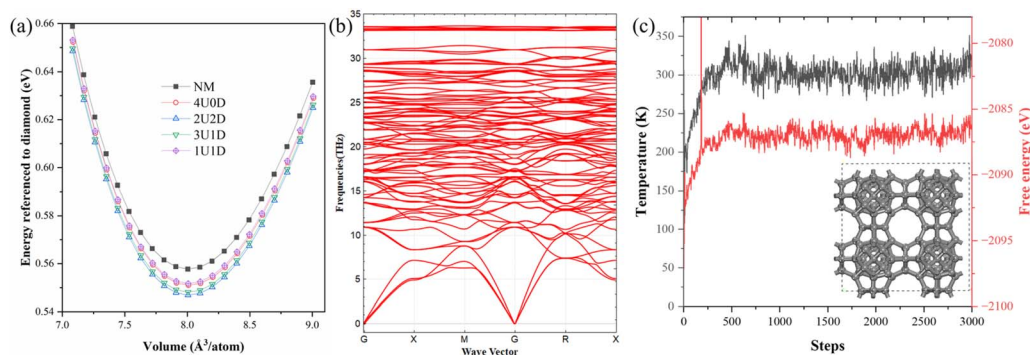 (a)
Energy referenced to diamond (eV)
0.66
0.64
0.62
0.60
0.58
0.56
0.54
NM
4U0D
2U2D
3U1D
1U1D
7.0 7.5 8.0 8.5 9.0
Volume (Å³/atom)
(b)
Frequencies(THz)
35
30
25
20
15
10
5
0
G X M G R X
Wave Vector
(c)
Temperature (K)
350
300
250
200
150
100
50
0
0 500 1000 1500 2000 2500 3000
Steps
−2080
−2085
−2090
−2095
−2100
Free energy (eV)